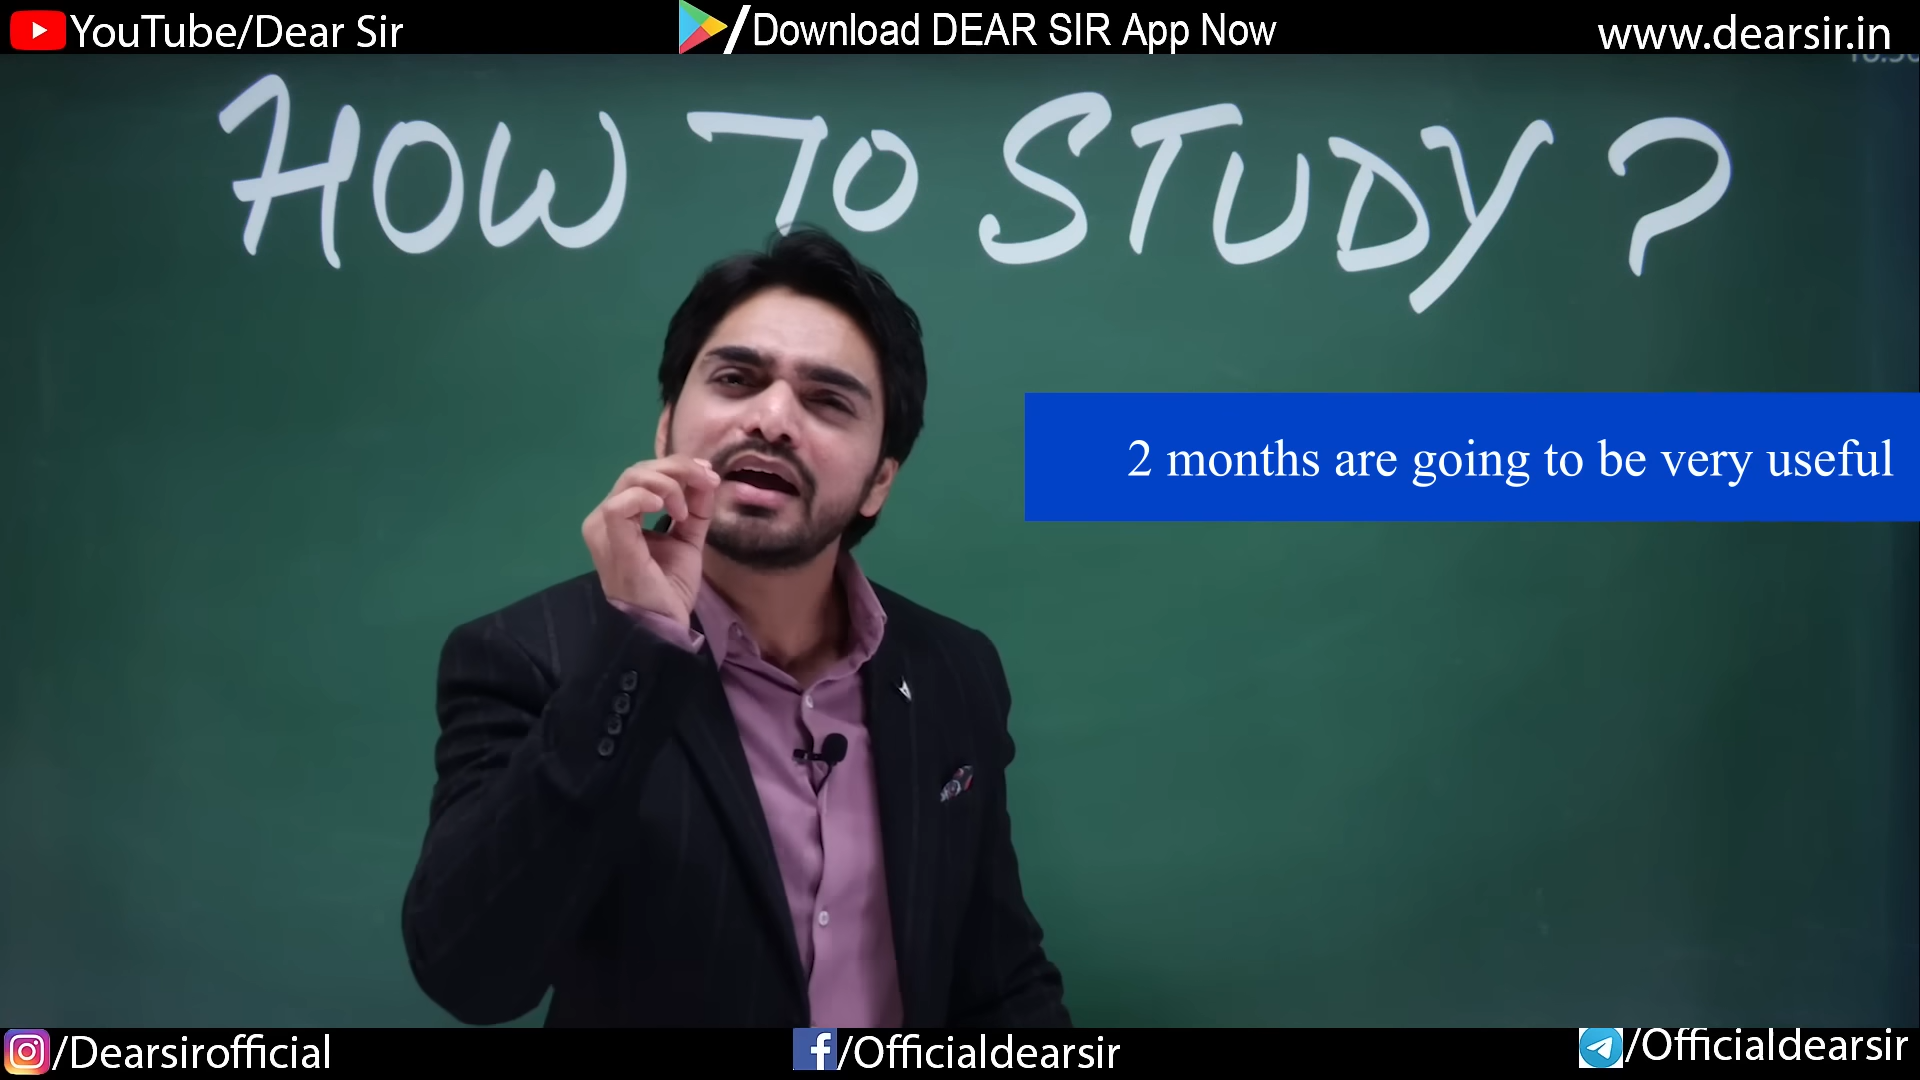 YouTube/Dear Sir
/Download DEAR SIR App Now
www.dearsir.in
HOW TO STUDY ?
2 months are going to be very useful
/Dearsirofficial
/Officialdearsir
/Officialdearsir